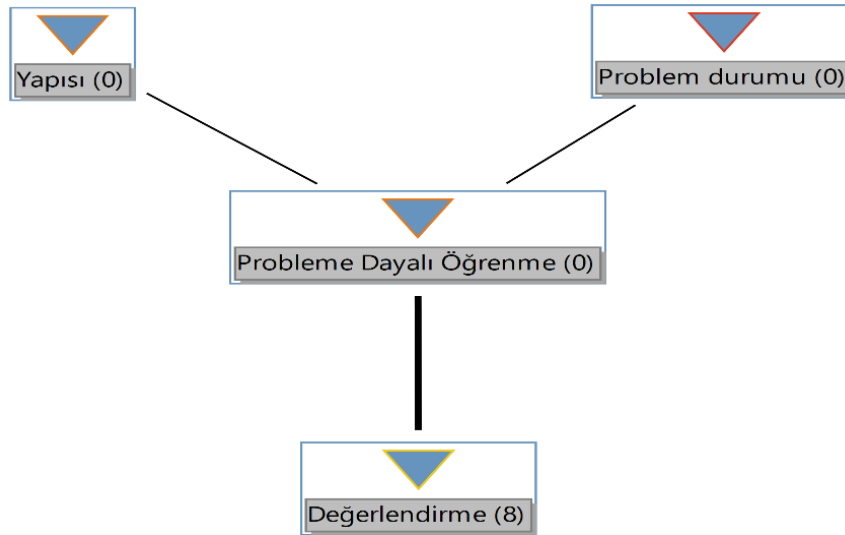 Yapısı (0)
Problem durumu (0)
Probleme Dayalı Öğrenme (0)
Değerlendirme (8)